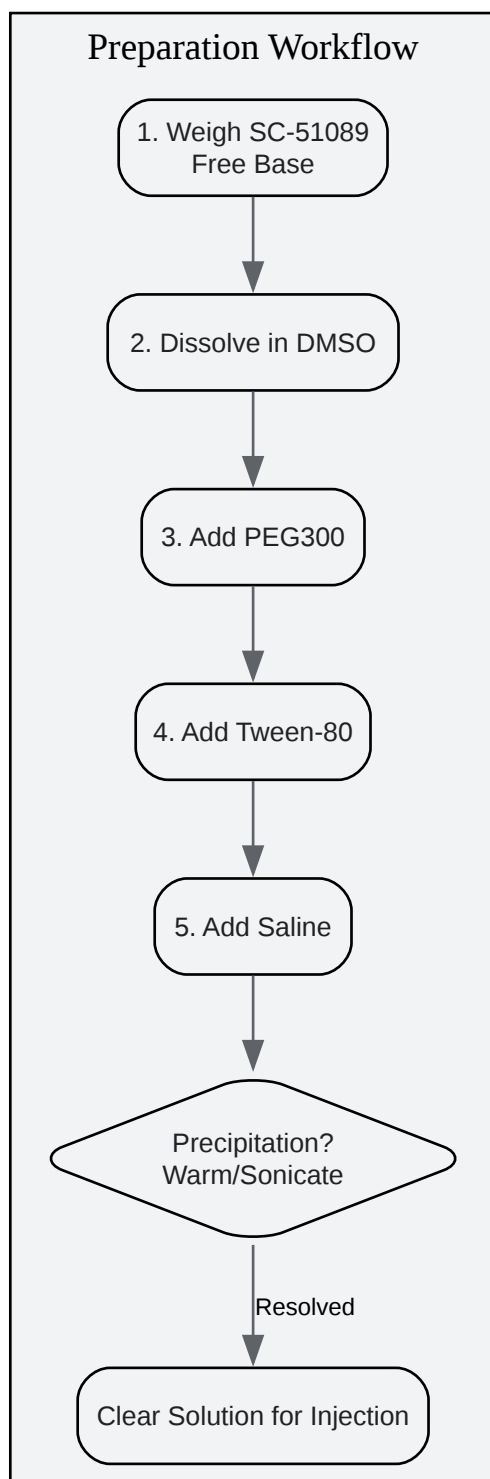 Preparation Workflow
1. Weigh SC-51089
Free Base
2. Dissolve in DMSO
3. Add PEG300
4. Add Tween-80
5. Add Saline
Precipitation?
Warm/Sonicate
Resolved
Clear Solution for Injection